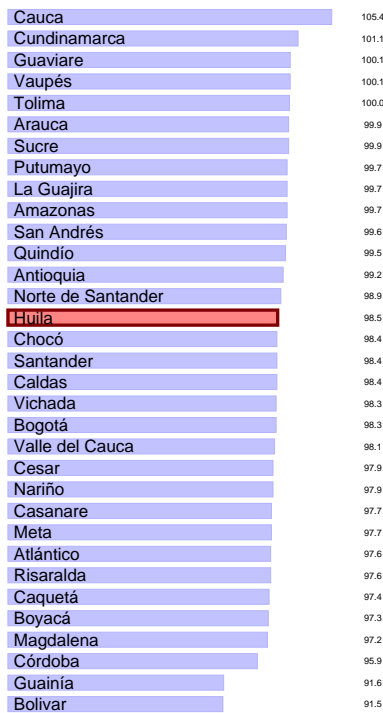 Cauca 105.4
Cundinamarca 101.1
Guaviare 100.1
Vaupés 100.1
Tolima 100.0
Arauca 99.9
Sucre 99.9
Putumayo 99.7
La Guajira 99.7
Amazonas 99.7
San Andrés 99.6
Quindío 99.5
Antioquia 99.2
Norte de Santander 98.9
Huila 98.5
Chocó 98.4
Santander 98.4
Caldas 98.4
Vichada 98.3
Bogotá 98.3
Valle del Cauca 98.1
Cesar 97.9
Nariño 97.9
Casanare 97.7
Meta 97.7
Atlántico 97.6
Risaralda 97.6
Caquetá 97.4
Boyacá 97.3
Magdalena 97.2
Córdoba 95.9
Guainía 91.6
Bolivar 91.5